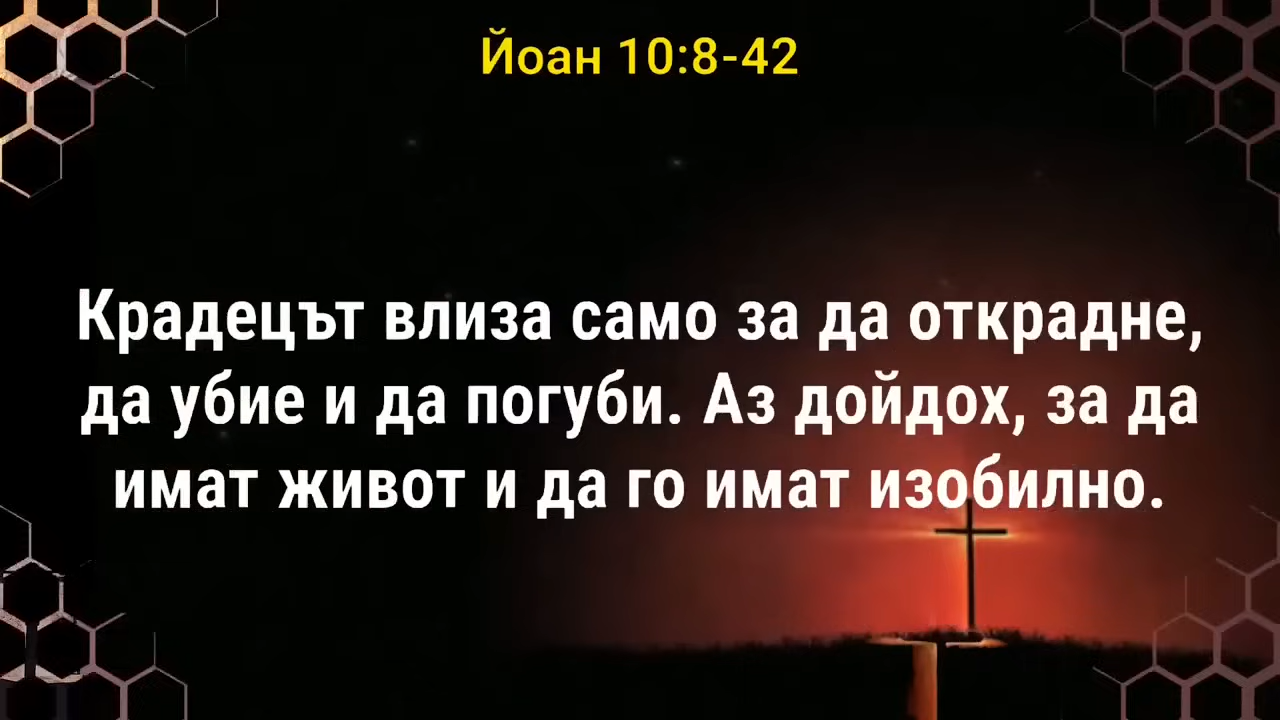 Йоан 10:8-42
Крадецът влиза само за да открадне,
да убие и да погуби. Аз дойдох, за да
имат живот и да го имат изобилно.